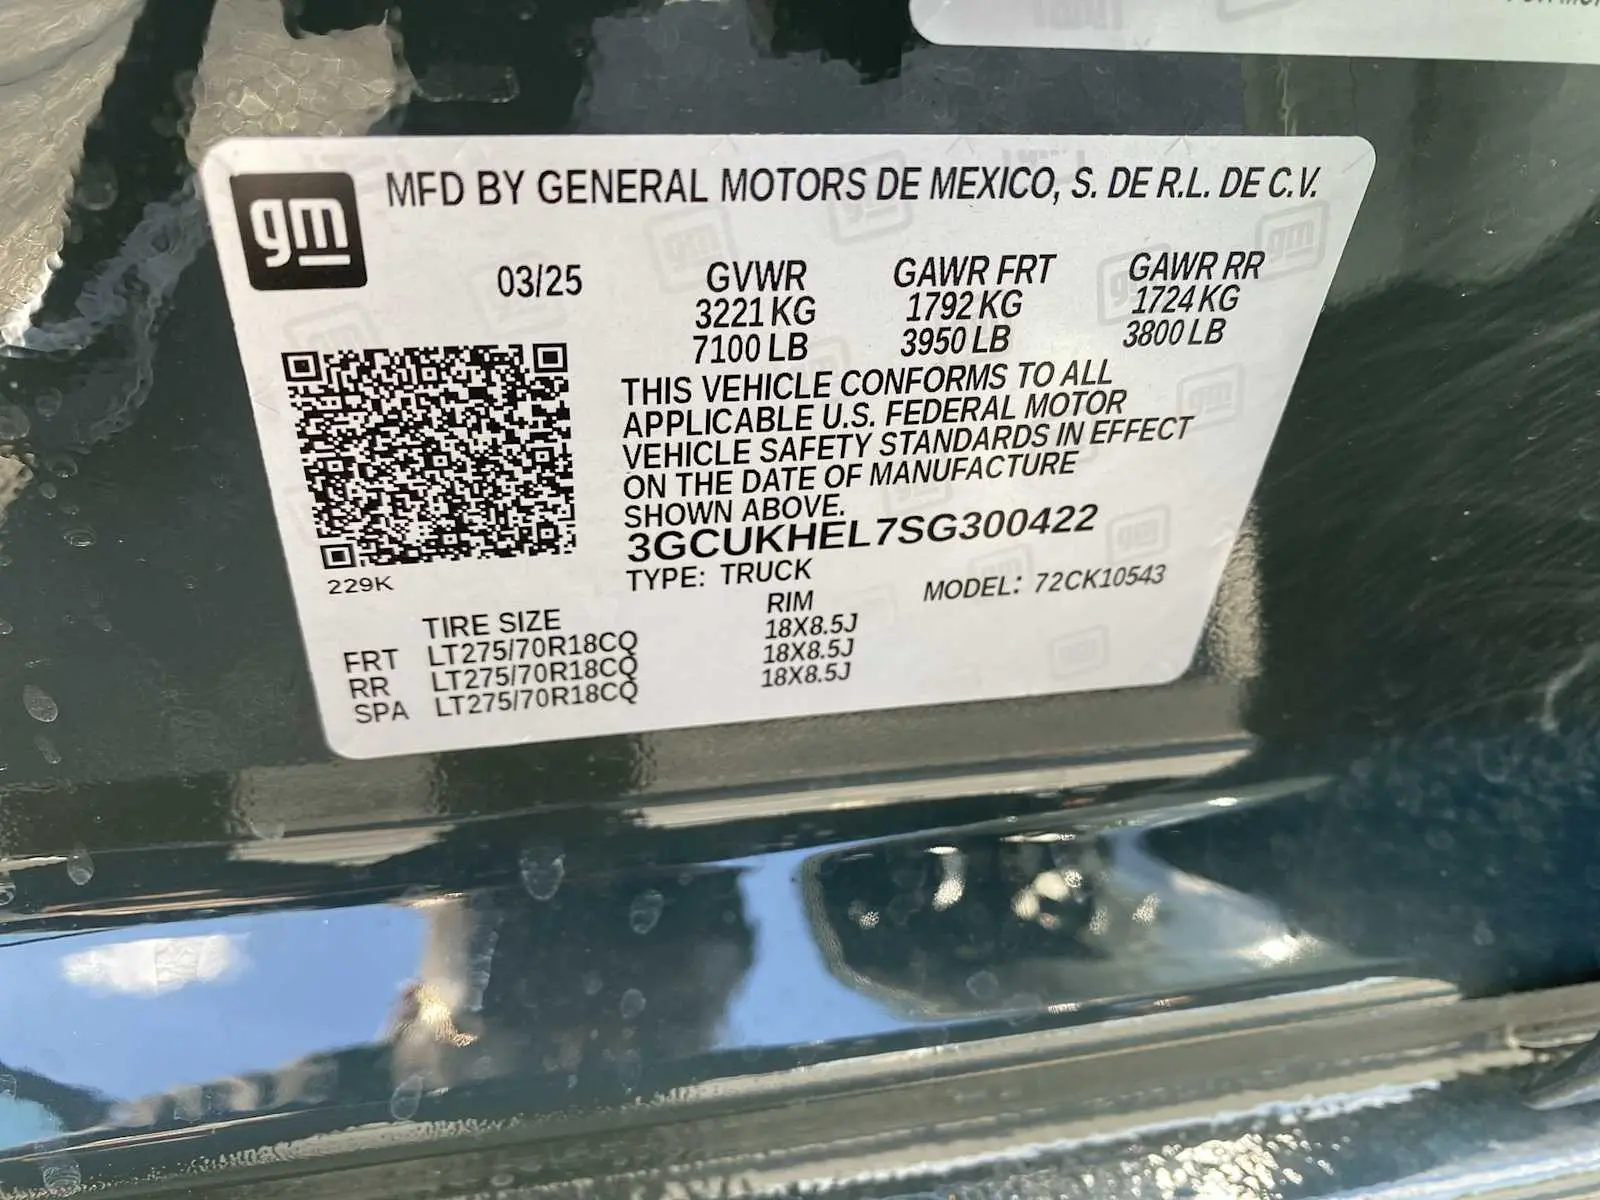 gm
MFD BY GENERAL MOTORS DE MEXICO, S. DE R.L. DE C.V.
03/25 GVWR GAWR FRT GAWR RR
3221 KG 1792 KG 1724 KG
7100 LB 3950 LB 3800 LB
THIS VEHICLE CONFORMS TO ALL
APPLICABLE U.S. FEDERAL MOTOR
VEHICLE SAFETY STANDARDS IN EFFECT
ON THE DATE OF MANUFACTURE
SHOWN ABOVE.
3GCUKHEL7SG300422
229K
TYPE: TRUCK MODEL: 72CK10543
TIRE SIZE RIM
FRT LT275/70R18CQ 18X8.5J
RR LT275/70R18CQ 18X8.5J
SPA LT275/70R18CQ 18X8.5J